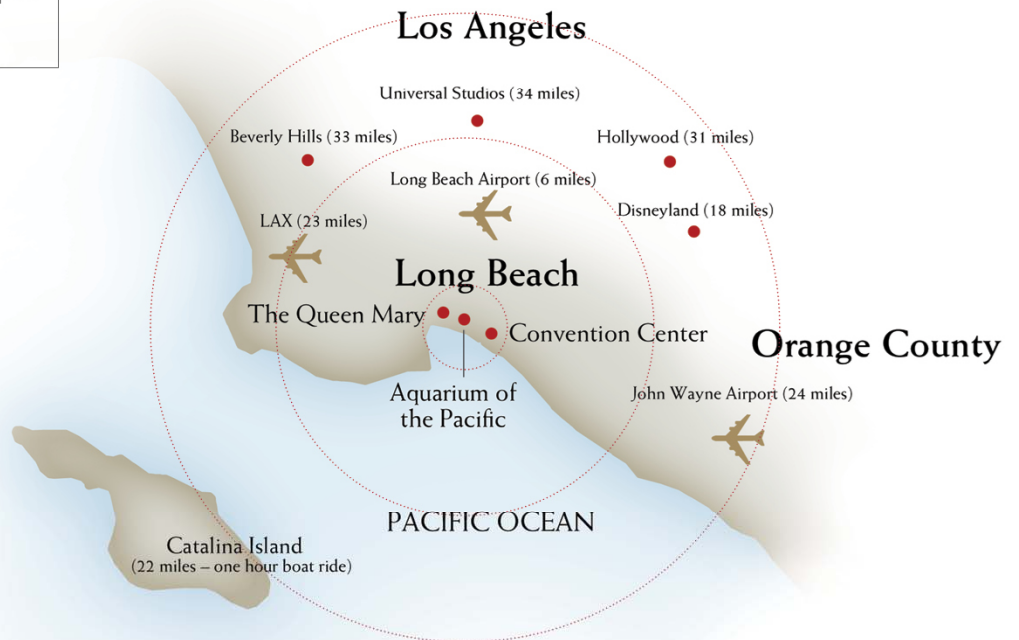 Los Angeles
Universal Studios (34 miles)
Beverly Hills (33 miles)
Hollywood (31 miles)
Long Beach Airport (6 miles)
Disneyland (18 miles)
LAX (23 miles)
Long Beach
The Queen Mary
Convention Center
Orange County
Aquarium of
the Pacific
John Wayne Airport (24 miles)
PACIFIC OCEAN
Catalina Island
(22 miles – one hour boat ride)